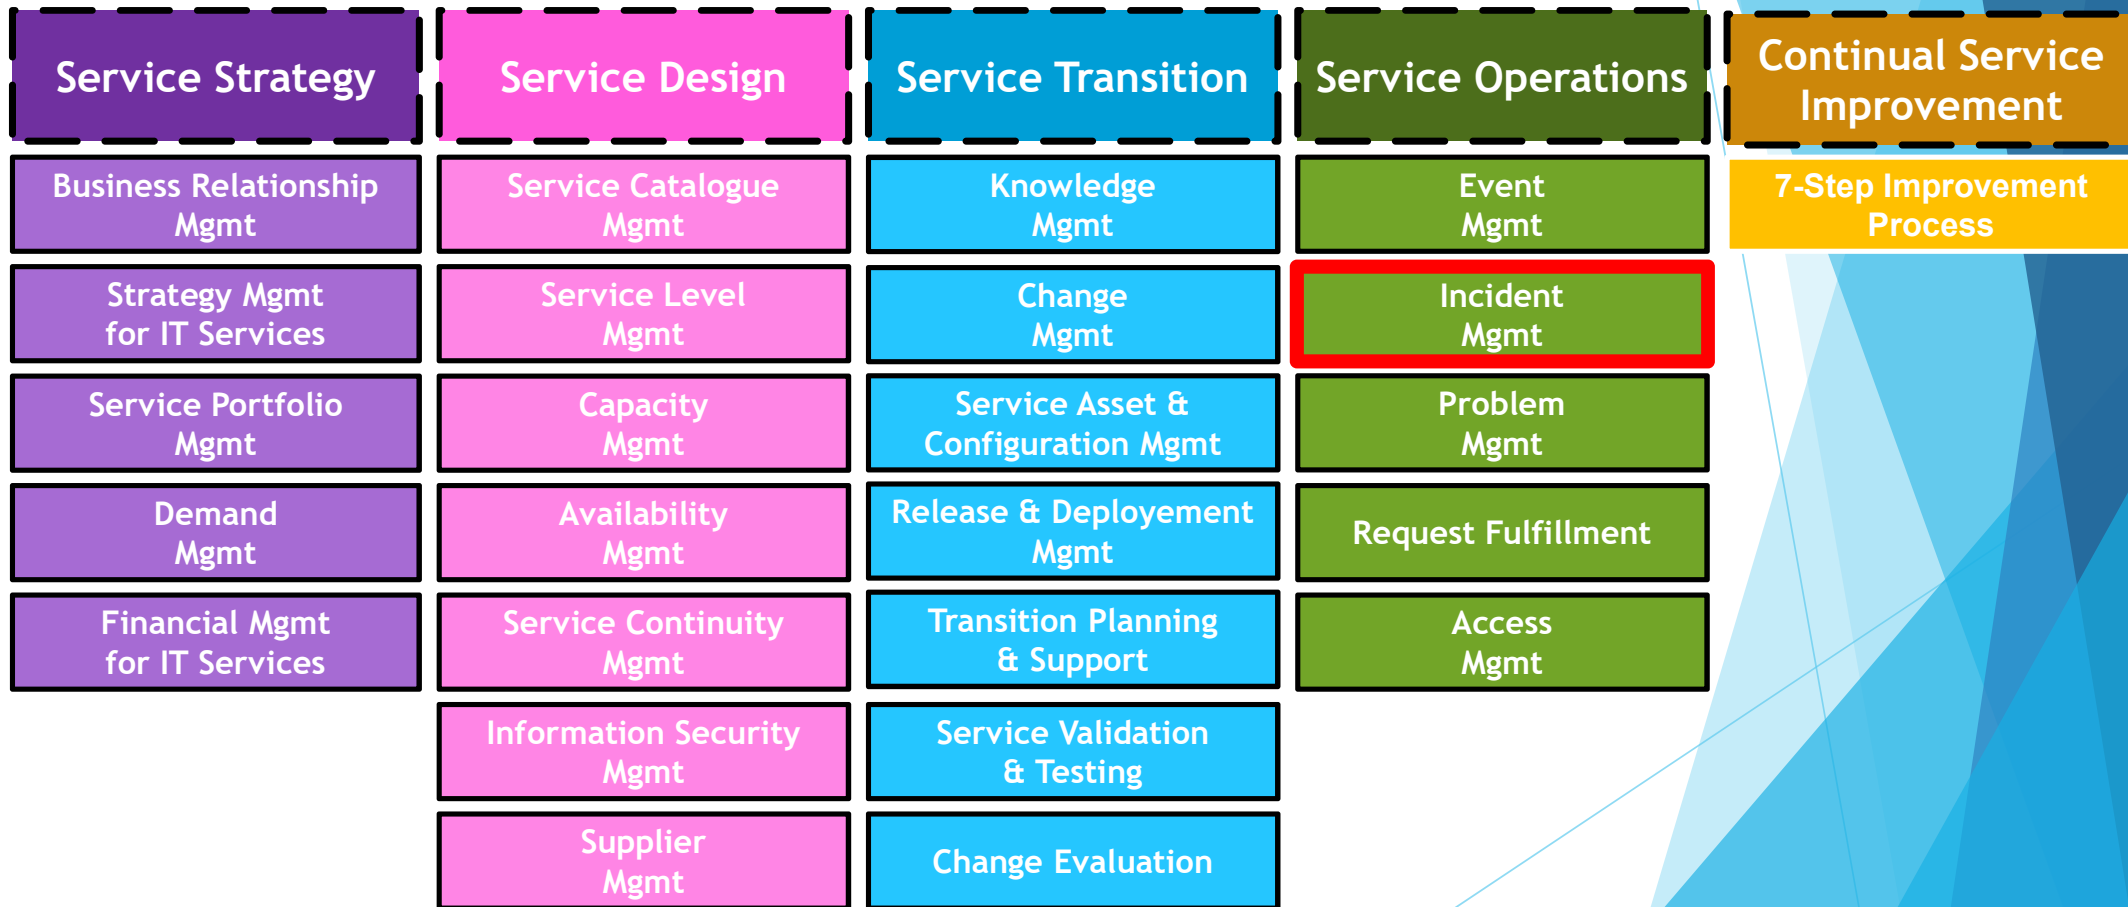 Service Strategy
Business Relationship
Mgmt
Strategy Mgmt
for IT Services
Service Portfolio
Mgmt
Demand
Mgmt
Financial Mgmt
for IT Services
Service Design
Service Catalogue
Mgmt
Service Level
Mgmt
Capacity
Mgmt
Availability
Mgmt
Service Continuity
Mgmt
Information Security
Mgmt
Supplier
Mgmt
Service Transition
Knowledge
Mgmt
Change
Mgmt
Service Asset &
Configuration Mgmt
Release & Deployement
Mgmt
Transition Planning
& Support
Service Validation
& Testing
Change Evaluation
Service Operations
Event
Mgmt
Incident
Mgmt
Problem
Mgmt
Request Fulfillment
Access
Mgmt
Continual Service
Improvement
7-Step Improvement
Process